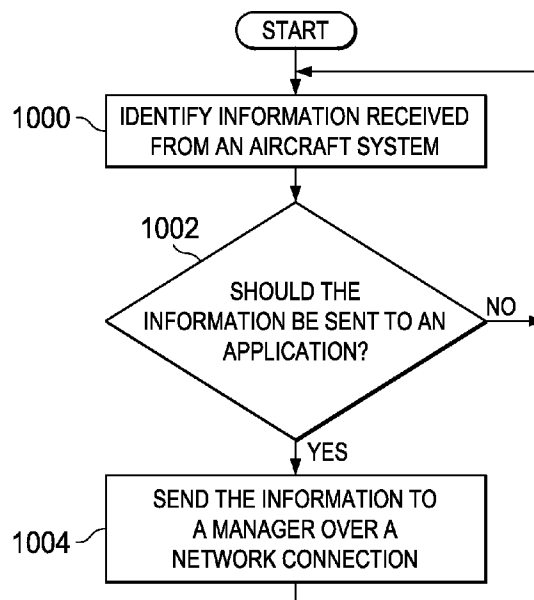 START
1000
IDENTIFY INFORMATION RECEIVED
FROM AN AIRCRAFT SYSTEM
1002
SHOULD THE
INFORMATION BE SENT TO AN
APPLICATION?
NO
YES
1004
SEND THE INFORMATION TO
A MANAGER OVER A
NETWORK CONNECTION